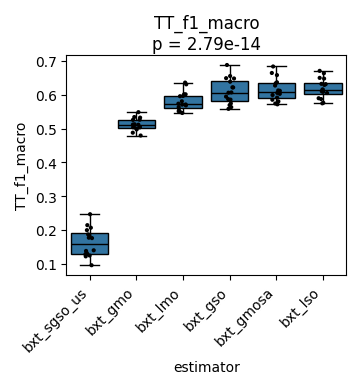 TT_f1_macro
p = 2.79e-14
TT_f1_macro
0.7
0.6
0.5
0.4
0.3
0.2
0.1
bxt_sgso_us
bxt_gmo
bxt_lmo
bxt_gso
bxt_gmosa
bxt_lso
estimator